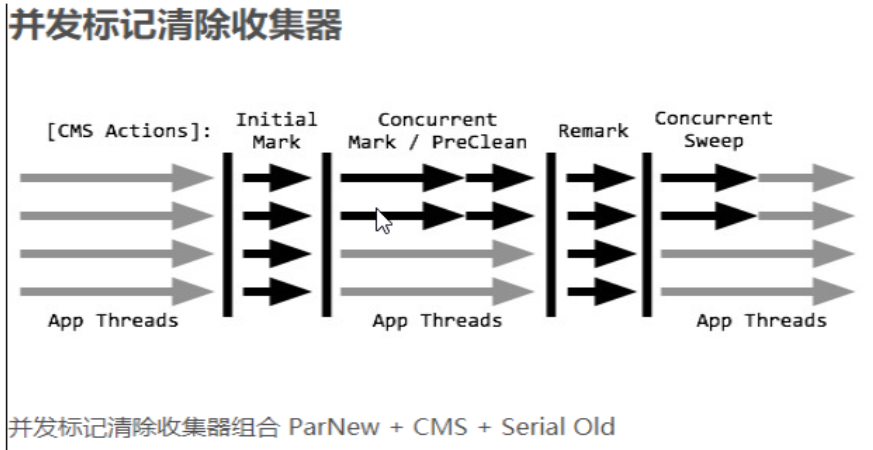 并发标记清除收集器
[CMS Actions]:
Initial
Mark
Concurrent
Mark / PreClean
Remark
Concurrent
Sweep
App Threads
App Threads
App Threads
并发标记清除收集器组合 ParNew + CMS + Serial Old